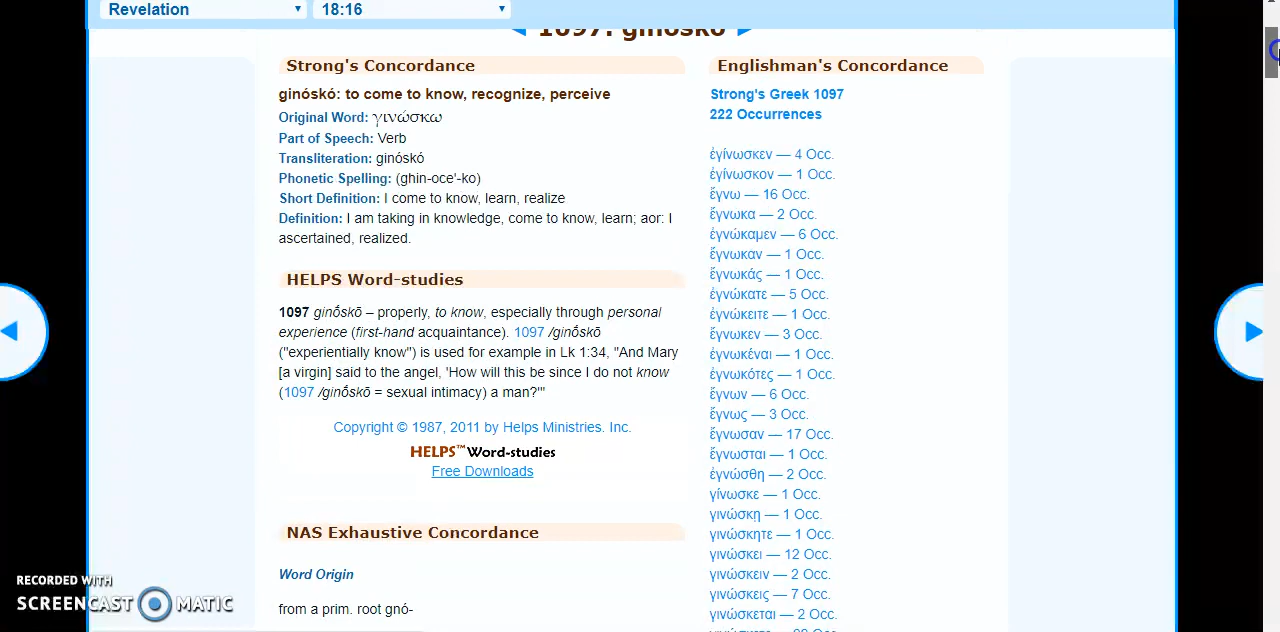 Revelation 18:16
1097. ginóskó
Strong's Concordance
ginóskó: to come to know, recognize, perceive
Original Word: γινώσκω
Part of Speech: Verb
Transliteration: ginóskó
Phonetic Spelling: (ghin-oce'-ko)
Short Definition: I come to know, learn, realize
Definition: I am taking in knowledge, come to know, learn; aor: I
ascertained, realized.
HELPS Word-studies
1097 ginṓskō – properly, to know, especially through personal
experience (first-hand acquaintance). 1097 /ginṓskō
("experientially know") is used for example in Lk 1:34, "And Mary
[a virgin] said to the angel, 'How will this be since I do not know
(1097 /ginṓskō = sexual intimacy) a man?'"
Copyright © 1987, 2011 by Helps Ministries. Inc.
HELPS™ Word-studies
Free Downloads
NAS Exhaustive Concordance
Word Origin
from a prim. root gnó-
Englishman's Concordance
Strong's Greek 1097
222 Occurrences
ἐγίνωσκεν — 4 Occ.
ἐγίνωσκον — 1 Occ.
ἔγνω — 16 Occ.
ἔγνωκα — 2 Occ.
ἐγνώκαμεν — 6 Occ.
ἔγνωκαν — 1 Occ.
ἔγνωκάς — 1 Occ.
ἐγνώκατε — 5 Occ.
ἐγνώκειτε — 1 Occ.
ἔγνωκεν — 3 Occ.
ἐγνωκέναι — 1 Occ.
ἐγνωκότες — 1 Occ.
ἔγνων — 6 Occ.
ἔγνως — 3 Occ.
ἔγνωσαν — 17 Occ.
ἔγνωσται — 1 Occ.
ἐγνώσθη — 2 Occ.
γίνωσκε — 1 Occ.
γινώσκῃ — 1 Occ.
γινώσκητε — 1 Occ.
γινώσκει — 12 Occ.
γινώσκειν — 2 Occ.
γινώσκεις — 7 Occ.
γινώσκεται — 2 Occ.
RECORDED WITH
SCREENCAST MATIC